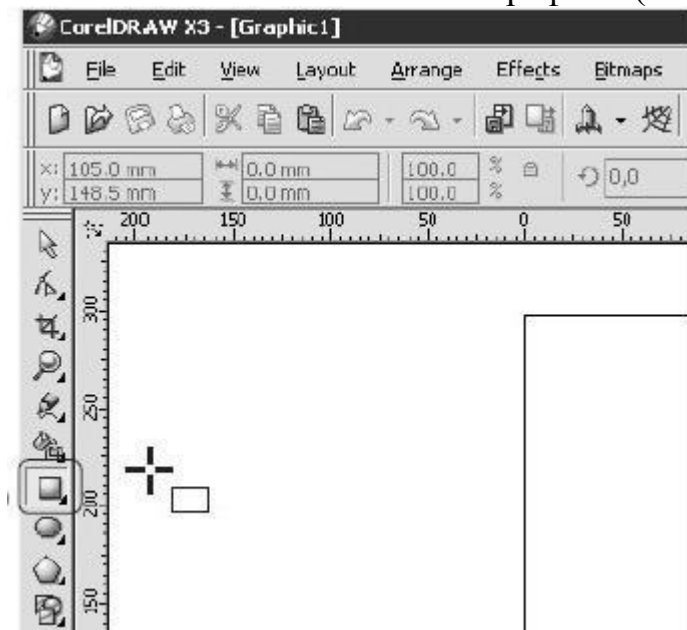 CorelDRAW X3 - [Graphic1]
File Edit View Layout Arrange Effects Bitmaps
x: 105.0 mm 0.0 mm 100.0 % 0,0
y: 148.5 mm 0.0 mm 100.0 %
200 150 100 50 0 50
300
250
200
150